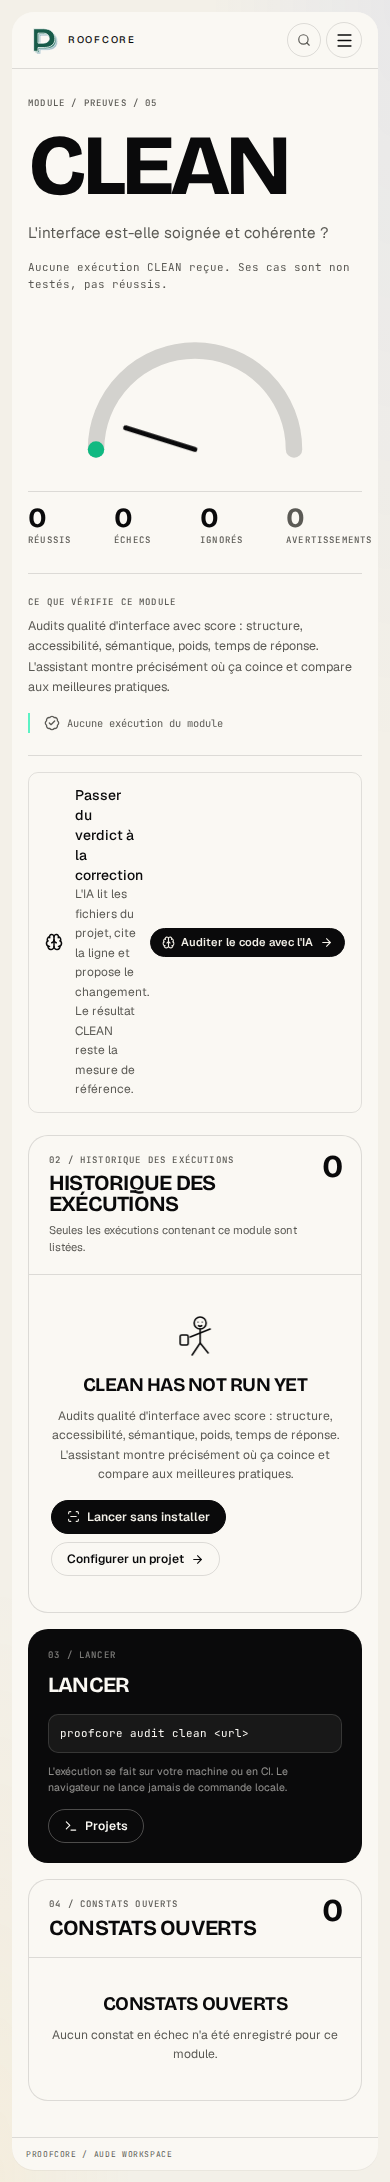 P ROOFCORE
MODULE / PREUVES / 05
CLEAN
L'interface est-elle soignée et cohérente ?
Aucune exécution CLEAN reçue. Ses cas sont non
testés, pas réussis.
0 0 0 0
RÉUSSIS ÉCHECS IGNORÉS AVERTISSEMENTS
CE QUE VÉRIFIE CE MODULE
Audits qualité d'interface avec score : structure,
accessibilité, sémantique, poids, temps de réponse.
L'assistant montre précisément où ça coince et compare
aux meilleures pratiques.
Aucune exécution du module
Passer
du
verdict à
la
correction
L'IA lit les
fichiers du
projet, cite
la ligne et
propose le
changement.
Le résultat
CLEAN
reste la
mesure de
référence.
Auditer le code avec l'IA →
02 / HISTORIQUE DES EXÉCUTIONS
HISTORIQUE DES
EXÉCUTIONS
0
Seules les exécutions contenant ce module sont
listées.
CLEAN HAS NOT RUN YET
Audits qualité d'interface avec score : structure,
accessibilité, sémantique, poids, temps de réponse.
L'assistant montre précisément où ça coince et
compare aux meilleures pratiques.
Lancer sans installer
Configurer un projet →
03 / LANCER
LANCER
proofcore audit clean <url>
L'exécution se fait sur votre machine ou en CI. Le
navigateur ne lance jamais de commande locale.
Projets
04 / CONSTATS OUVERTS
CONSTATS OUVERTS
0
CONSTATS OUVERTS
Aucun constat en échec n'a été enregistré pour ce
module.
PROOFCORE / AUDE WORKSPACE